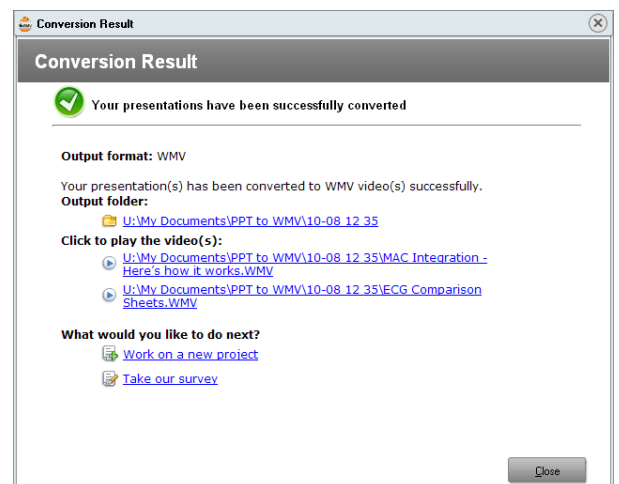 Conversion Result
Conversion Result
Your presentations have been successfully converted
Output format: WMV
Your presentation(s) has been converted to WMV video(s) successfully.
Output folder:
U:\My Documents\PPT to WMV\10-08 12 35
Click to play the video(s):
U:\My Documents\PPT to WMV\10-08 12 35\MAC Integration -
Here's how it works.WMV
U:\My Documents\PPT to WMV\10-08 12 35\ECG Comparison
Sheets.WMV
What would you like to do next?
Work on a new project
Take our survey
Close